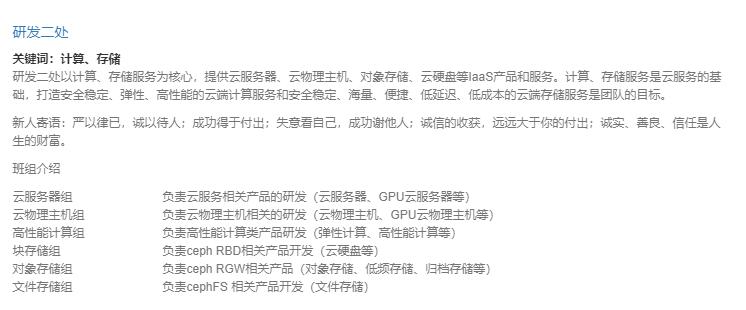 研发二处
关键词：计算、存储
研发二处以计算、存储服务为核心，提供云服务器、云物理主机、对象存储、云硬盘等IaaS产品和服务。计算、存储服务是云服务的基
础，打造安全稳定、弹性、高性能的云端计算服务和安全稳定、海量、便捷、低延迟、低成本的云端存储服务是团队的目标。
新人寄语：严以律已，诚以待人；成功得于付出；失意看自己，成功谢他人；诚信的收获，远远大于你的付出；诚实、善良、信任是人
生的财富。
班组介绍
云服务器组 负责云服务相关产品的研发（云服务器、GPU云服务器等）
云物理主机组 负责云物理主机相关的研发（云物理主机、GPU云物理主机等）
高性能计算组 负责高性能计算类产品研发（弹性计算、高性能计算等）
块存储组 负责ceph RBD相关产品开发（云硬盘等）
对象存储组 负责ceph RGW相关产品（对象存储、低频存储、归档存储等）
文件存储组 负责cephFS 相关产品开发（文件存储）